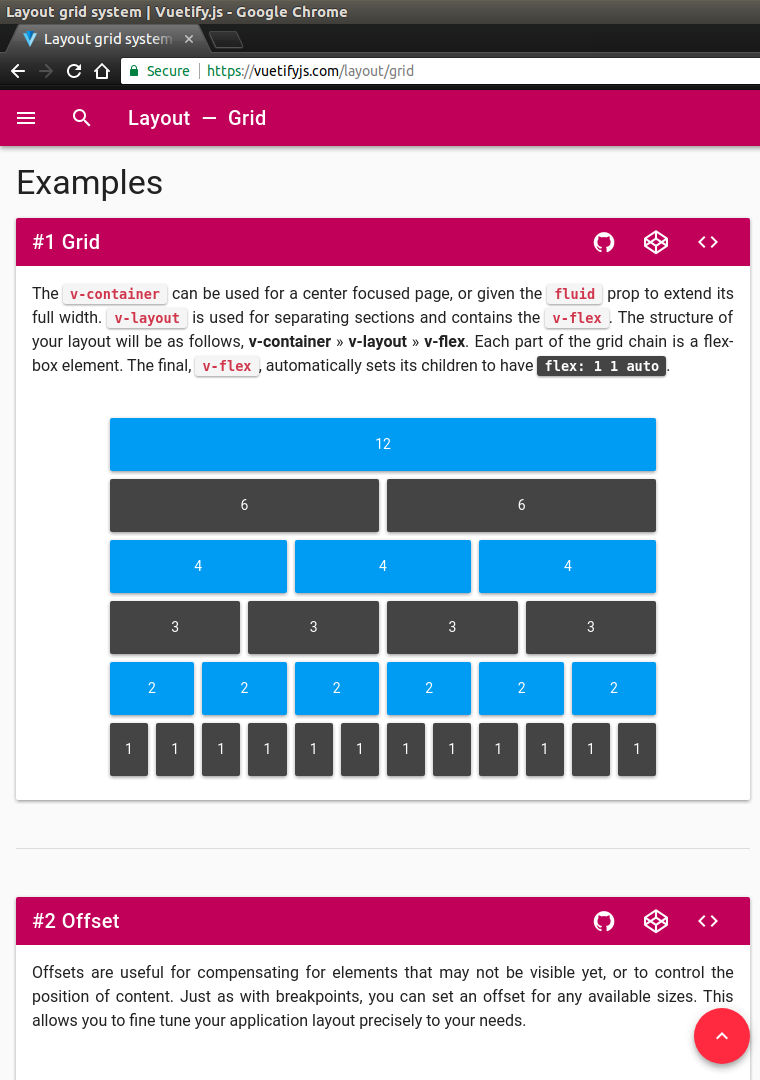 Layout grid system | Vuetify.js - Google Chrome
Layout grid system
Secure https://vuetifyjs.com/layout/grid
Layout — Grid
Examples
#1 Grid
The v-container can be used for a center focused page, or given the fluid prop to extend its
full width. v-layout is used for separating sections and contains the v-flex. The structure of
your layout will be as follows, v-container » v-layout » v-flex. Each part of the grid chain is a flex-
box element. The final, v-flex, automatically sets its children to have flex: 1 1 auto.
12
6 6
4 4 4
3 3 3 3
2 2 2 2 2 2
1 1 1 1 1 1 1 1 1 1 1 1
#2 Offset
Offsets are useful for compensating for elements that may not be visible yet, or to control the
position of content. Just as with breakpoints, you can set an offset for any available sizes. This
allows you to fine tune your application layout precisely to your needs.